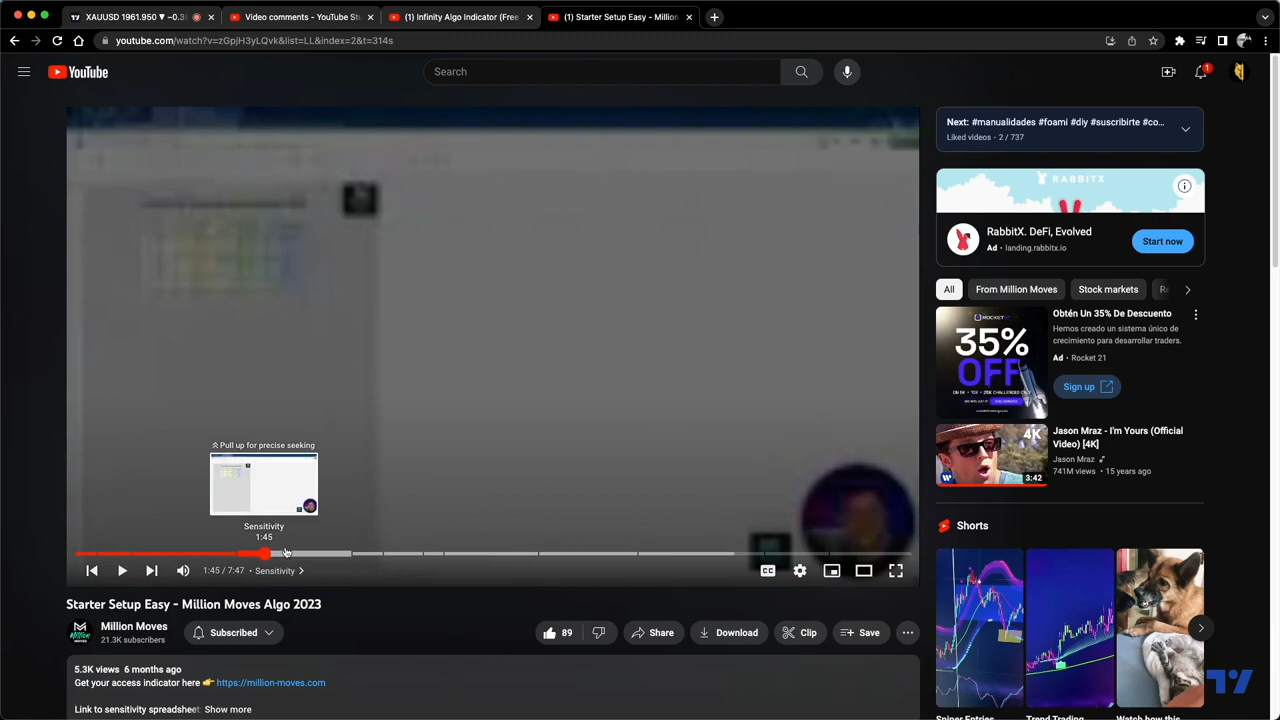 XAUUSD 1961.950 ▼ −0.3
Video comments - YouTube St
(1) Infinity Algo Indicator (Free
(1) Starter Setup Easy - Million
youtube.com/watch?v=zGpjH3yLQvk&list=LL&index=2&t=314s
YouTube
Search
1
Next: #manualidades #foami #diy #suscribirte #co...
Liked videos - 2 / 737
RABBITX
RabbitX. DeFi, Evolved
Ad • landing.rabbitx.io
Start now
All
From Million Moves
Stock markets
Re
35%
OFF
Obtén Un 35% De Descuento
Hemos creado un sistema único de
crecimiento para desarrollar traders.
Ad • Rocket 21
Sign up
4K
3:42
Jason Mraz - I'm Yours (Official
Video) [4K]
Jason Mraz
741M views • 15 years ago
Pull up for precise seeking
Sensitivity
1:45
1:45 / 7:47 • Sensitivity
CC
Starter Setup Easy - Million Moves Algo 2023
Million Moves
21.3K subscribers
Subscribed
89
Share
Download
Clip
Save
5.3K views 6 months ago
Get your access indicator here 👉 https://million-moves.com
Link to sensitivity spreadsheet: Show more
Shorts
Sniper Entries
Trend Trading
Watch how this